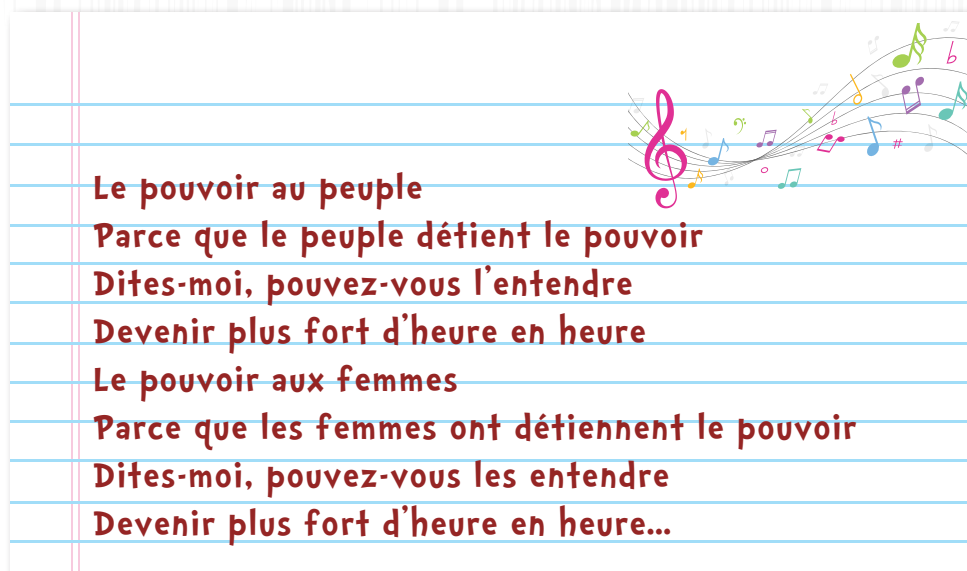 Le pouvoir au peuple
Parce que le peuple détient le pouvoir
Dites-moi, pouvez-vous l'entendre
Devenir plus fort d'heure en heure
Le pouvoir aux femmes
Parce que les femmes ont détiennent le pouvoir
Dites-moi, pouvez-vous les entendre
Devenir plus fort d'heure en heure...